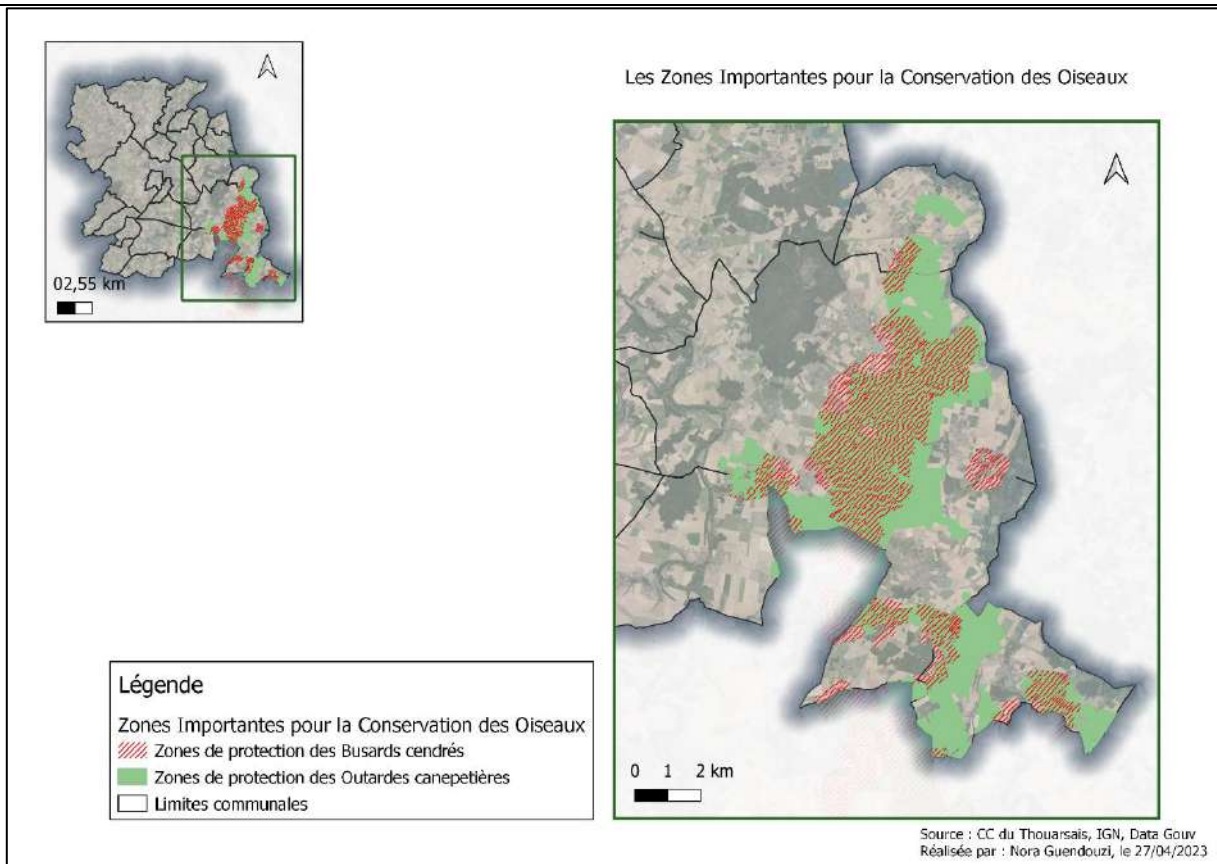 Les Zones Importantes pour la Conservation des Oiseaux
02,55 km
Légende
Zones Importantes pour la Conservation des Oiseaux
Zones de protection des Busards cendrés
Zones de protection des Outardes canepetières
Limites communales
0 1 2 km
Source : CC du Thouarsais, IGN, Data Gouv
Réalisée par : Nora Guendouzi, le 27/04/2023